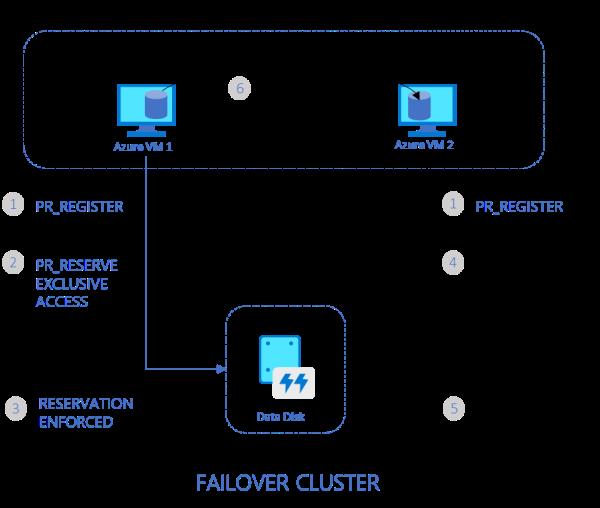 6
Azure VM 1
Azure VM 2
1
PR_REGISTER
1
PR_REGISTER
2
PR_RESERVE
EXCLUSIVE
ACCESS
4
3
RESERVATION
ENFORCED
5
Data Disk
FAILOVER CLUSTER